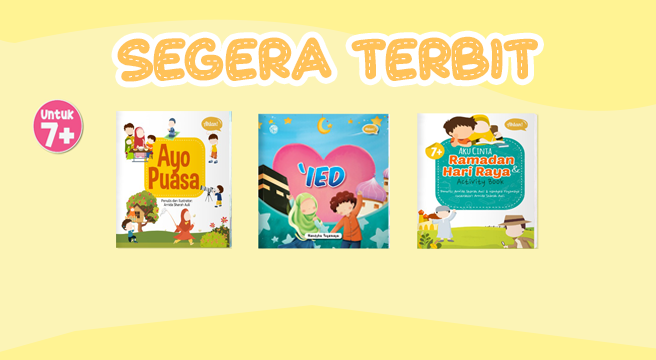 SEGERA TERBIT
Untuk
7+
Ayo
Puasa
'IED
7+
AKU CINTA
Ramadan
&
Hari Raya
Activity Book